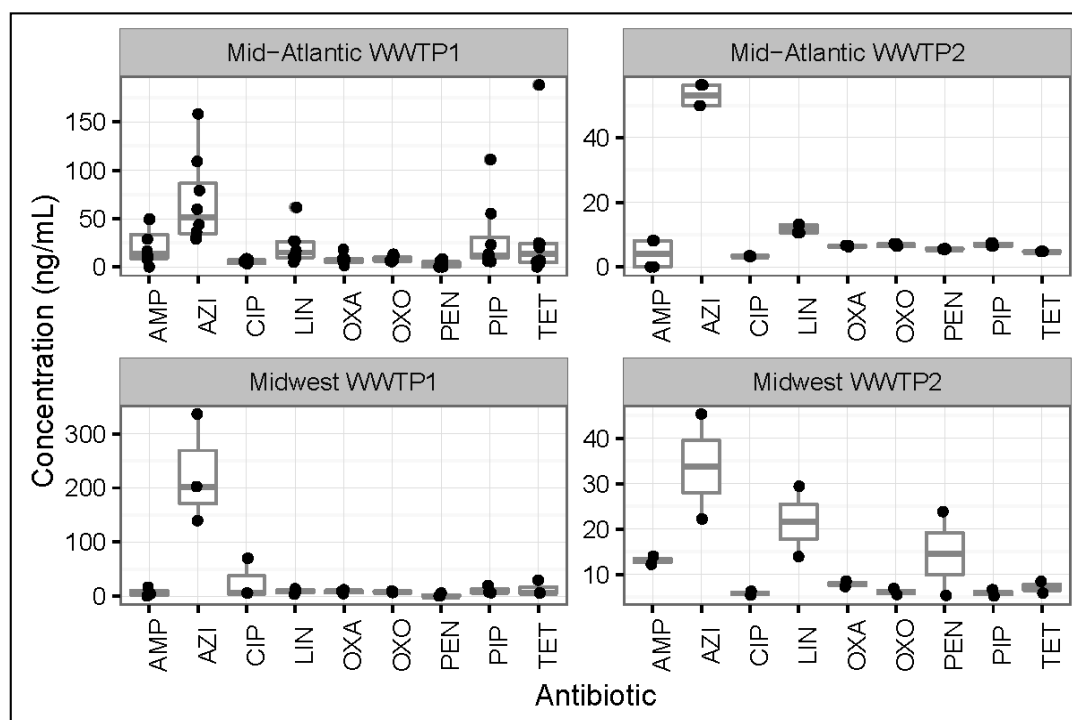 Mid-Atlantic WWTP1
Mid-Atlantic WWTP2
Concentration (ng/mL)
150
100
50
0
40
20
0
AMP AZI CIP LIN OXA OXO PEN PIP TET
AMP AZI CIP LIN OXA OXO PEN PIP TET
Midwest WWTP1
Midwest WWTP2
300
200
100
0
40
30
20
10
AMP AZI CIP LIN OXA OXO PEN PIP TET
AMP AZI CIP LIN OXA OXO PEN PIP TET
Antibiotic